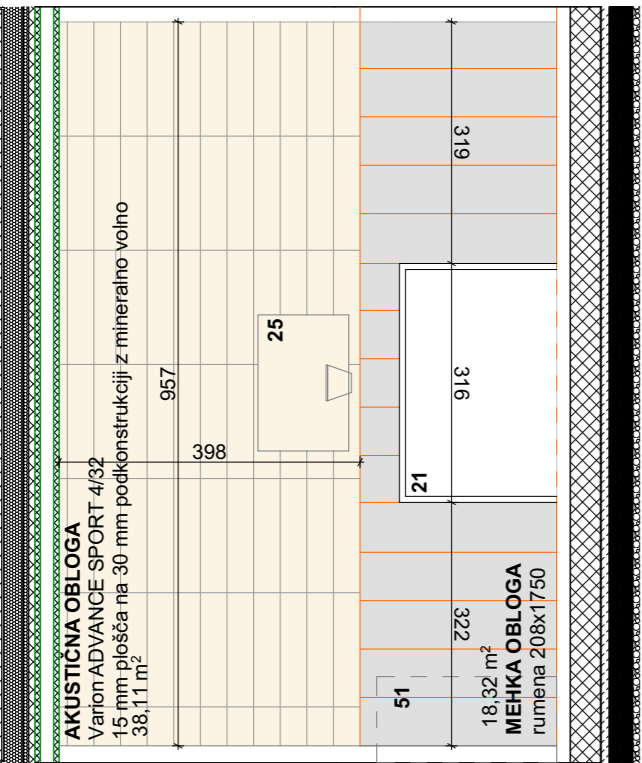 AKUSTIČNA OBLOGA
Varion ADVANCE SPORT 4/32
15 mm plošča na 30 mm podkonstrukciji z mineralno volno
38,11 m²
957
398
25
319
316
322
21
51
18,32 m²
MEHKA OBLOGA
rumena 208x1750